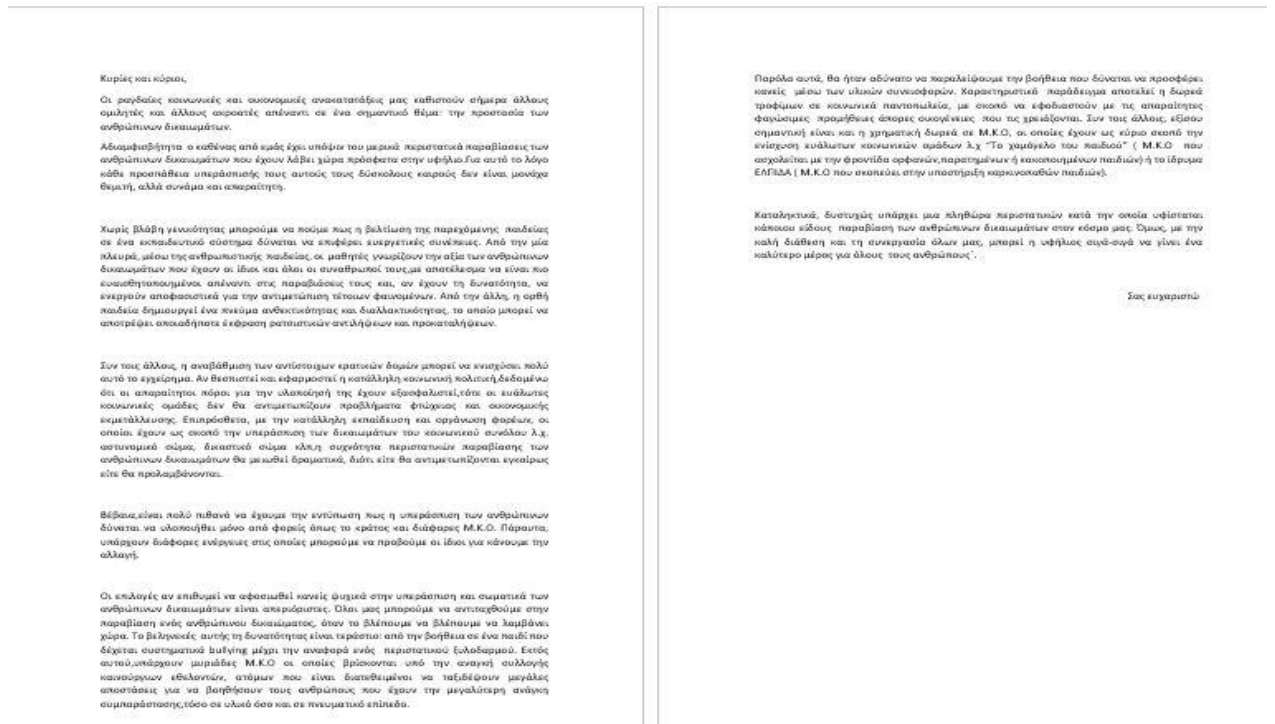 Κυρίες και κύριοι,
Οι ραγδαίες κοινωνικές και οικονομικές ανακατατάξεις μας καθιστούν σήμερα άλλους
ομιλητές και άλλους ακροατές απέναντι σε ένα σημαντικό θέμα: την προστασία των
ανθρώπινων δικαιωμάτων.
Αδιαμφισβήτητα ο καθένας από εμάς έχει υπόψιν του μερικά περιστατικά παραβίασεις των
ανθρώπινων δικαιωμάτων που έχουν λάβει χώρα πρόσφατα στην υφήλιο.Για αυτό το λόγο
κάθε προσπάθεια υπεράσπισής τους αυτούς τους δύσκολους καιρούς δεν είναι μονάχα
θεμιτή, αλλά συνάμα και απαραίτητη.
Χωρίς βλάβη γενικότητας μπορούμε να πούμε πως η βελτίωση της παρεχόμενης παιδείας
σε ένα εκπαιδευτικό σύστημα δύναται να επιφέρει ευεργετικές συνέπειες. Από την μία
πλευρά, μέσω της ανθρωπιστικής παιδείας, οι μαθητές γνωρίζουν την αξία των ανθρώπινων
δικαιωμάτων που έχουν οι ίδιοι και όλοι οι συναθρωποί τους,με αποτέλεσμα να είναι πιο
ευαισθητοποιημένοι απέναντι στις παραβιάσεις τους και, αν έχουν τη δυνατότητα, να
ενεργούν αποφασιστικά για την αντιμετώπιση τέτοιων φαινομένων. Από την άλλη, η ορθή
παιδεία δημιουργεί ένα πνεύμα ανθεκτικότητας και διαλλακτικότητας, το οποίο μπορεί να
αποτρέψει οποιαδήποτε έκφραση ρατσιστικών αντιλήψεων και προκαταλήψεων.
Συν τοις άλλοις, η αναβάθμιση των αντίστοιχων κρατικών δομών μπορεί να ενισχύσει πολύ
αυτό το εγχείρημα. Αν θεσπιστεί και εφαρμοστεί η κατάλληλη κοινωνική πολιτική,δεδομένω
ότι οι απαραίτητοι πόροι για την υλοποίησή της έχουν εξασφαλιστεί,τότε οι ευάλωτες
κοινωνικές ομάδες δεν θα αντιμετωπίζουν προβλήματα φτώχειας και οικονομικής
εκμετάλλευσης. Επιπρόσθετα, με την κατάλληλη εκπαίδευση και οργάνωση φορέων, οι
οποίοι έχουν ως σκοπό την υπεράσπιση των δικαιωμάτων του κοινωνικού συνόλου λ.χ.
αστυνομικό σώμα, δικαστικό σώμα κλπ,η συχνότητα περιστατικών παραβίασης των
ανθρώπινων δικαιωμάτων θα μειωθεί δραματικά, διότι είτε θα αντιμετωπίζονται εγκαίρως
είτε θα προλαμβάνονται.
Βέβαια,είναι πολύ πιθανό να έχουμε την εντύπωση πως η υπεράσπιση των ανθρώπινων
δύναται να υλοποιήθει μόνο από φορείς όπως το κράτος και διάφορες Μ.Κ.Ο. Πάραυτα,
υπάρχουν διάφορες ενέργειες στις οποίες μπορούμε να προβούμε οι ίδιοι για κάνουμε την
αλλαγή.
Οι επιλογές αν επιθυμεί να αφοσιωθεί κανείς ψυχικά στην υπεράσπιση και σωματικά των
ανθρώπινων δικαιωμάτων είναι απεριόριστες. Όλοι μας μπορούμε να αντιταχθούμε στην
παραβίαση ενός ανθρώπινου δικαιώματος, όταν το βλέπουμε να βλέπουμε να λαμβάνει
χώρα. Το βεληνεκές αυτής τη δυνατότητας είναι τεράστιο: από την βοήθεια σε ένα παιδί που
δέχεται συστηματικά bullying μέχρι την αναφορά ενός περιστατικού ξυλοδαρμού. Εκτός
αυτού,υπάρχουν μυριάδες Μ.Κ.Ο οι οποίες βρίσκονται υπό την αναγκή συλλογής
καινούργιων εθελοντών, ατόμων που είναι διατεθειμένοι να ταξιδέψουν μεγάλες
αποστάσεις για να βοηθήσουν τους ανθρώπους που έχουν την μεγαλύτερη ανάγκη
συμπαράστασης,τόσο σε υλικό όσο και σε πνευματικό επίπεδο.
Παρόλα αυτά, θα ήταν αδύνατο να παραλείψουμε την βοήθεια που δύναται να προσφέρει
κανείς μέσω των υλικών συνεισφορών. Χαρακτηριστικό παράδειγμα αποτελεί η δωρεά
τροφίμων σε κοινωνικά παντοπωλεία, με σκοπό να εφοδιαστούν με τις απαραίτητες
φαγώσιμες προμήθειες άπορες οικογένειες που τις χρειάζονται. Συν τοις άλλοις, εξίσου
σημαντική είναι και η χρηματική δωρεά σε Μ.Κ.Ο, οι οποίες έχουν ως κύριο σκοπό την
ενίσχυση ευάλωτων κοινωνικών ομάδων λ.χ "Το χαμόγελο του παιδιού" ( Μ.Κ.Ο που
ασχολείται με την φροντίδα ορφανών,παρατημένων ή κακοποιημένων παιδιών) ή το ίδρυμα
ΕΛΠΙΔΑ ( Μ.Κ.Ο που σκοπεύει στην υποστήριξη καρκινοπαθών παιδιών).
Καταληκτικά, δυστυχώς υπάρχει μια πληθώρα περιστατικών κατά την οποία υφίσταται
κάποιου είδους παραβίαση των ανθρώπινων δικαιωμάτων στον κόσμο μας. Όμως, με την
καλή διάθεση και τη συνεργασία όλων μας, μπορεί η υφήλιος σιγά-σιγά να γίνει ένα
καλύτερο μέρος για όλους τους ανθρώπους΄.
Σας ευχαριστώ